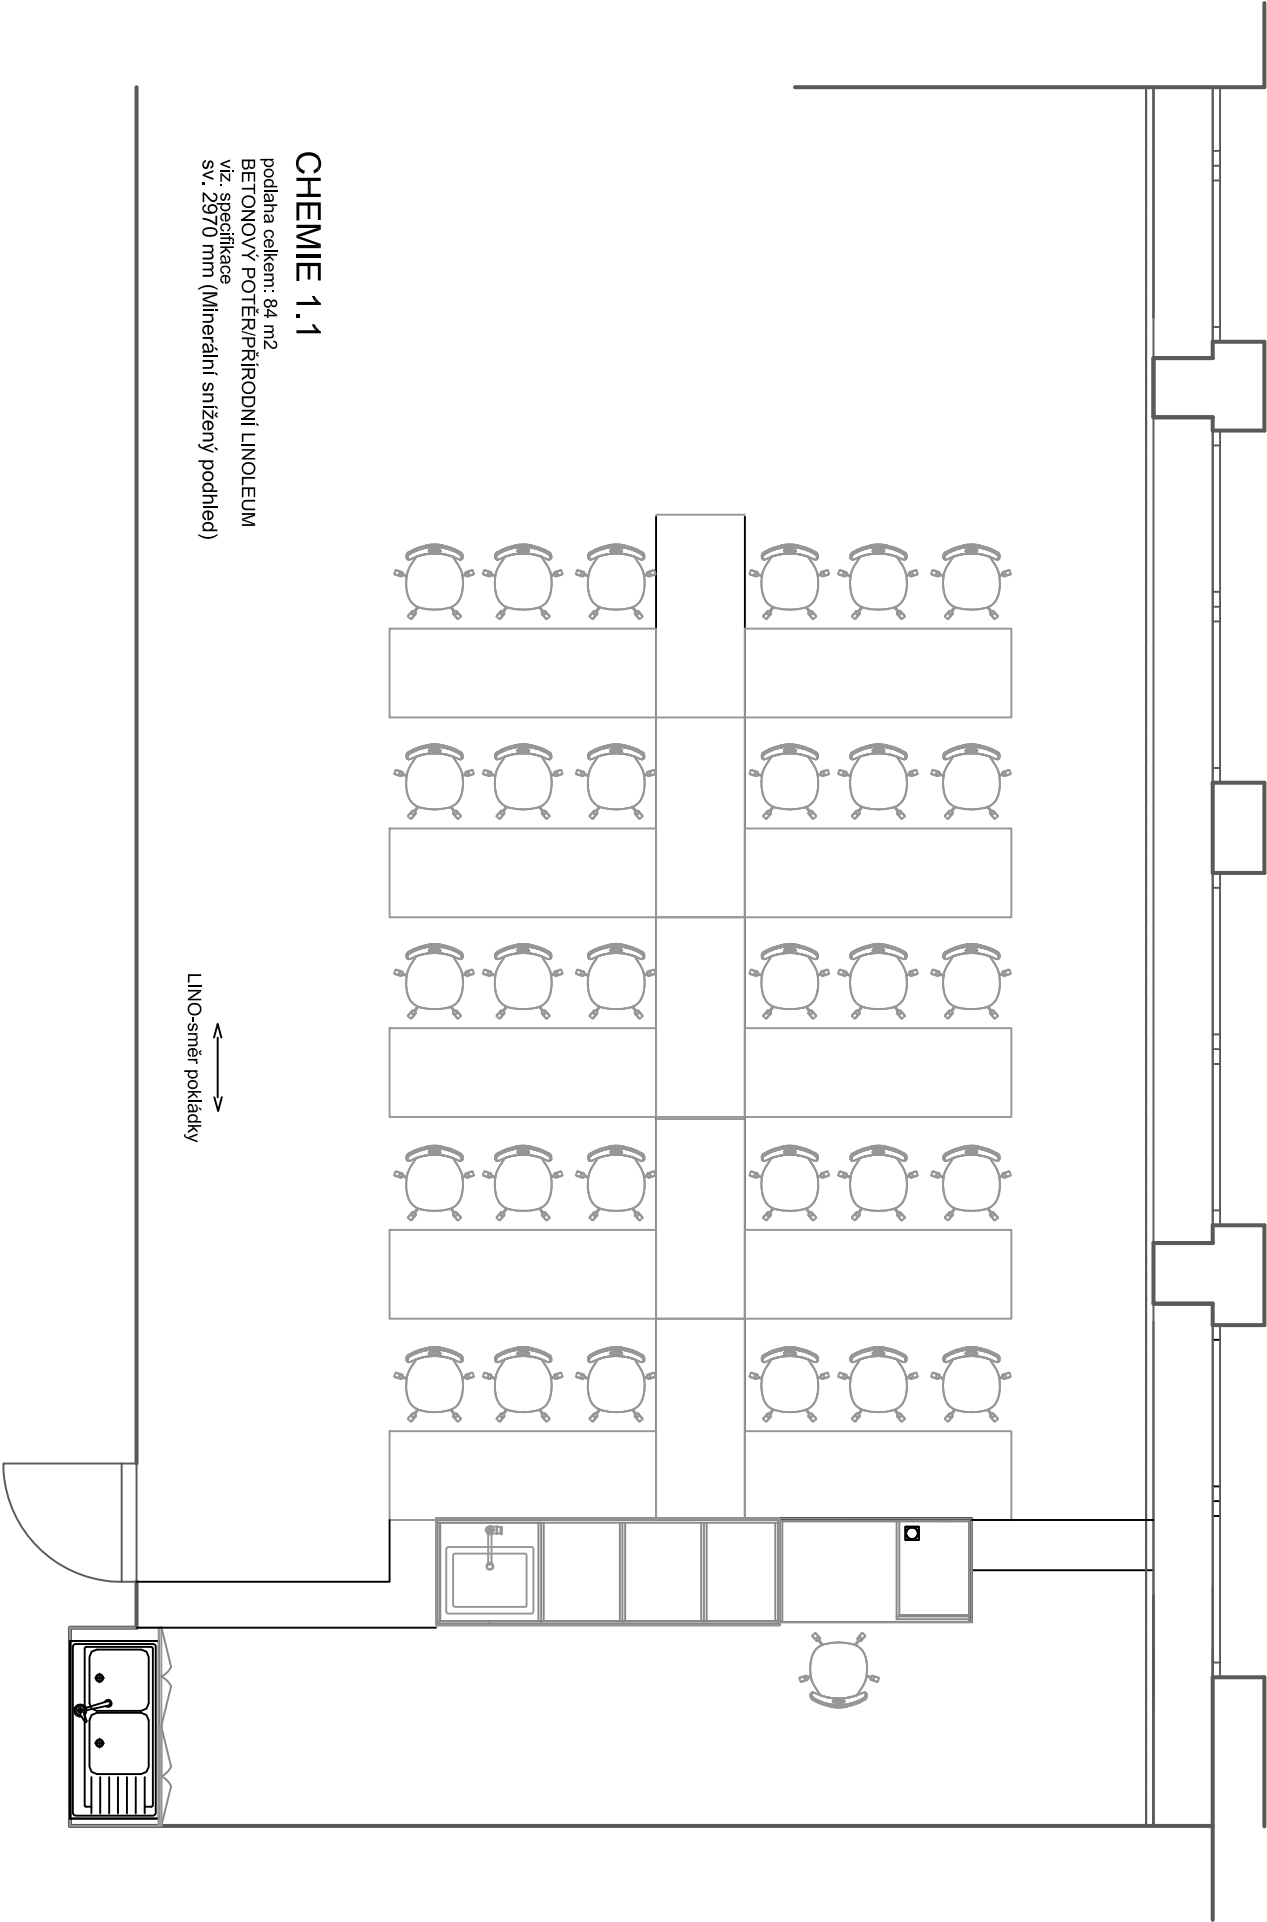 CHEMIE 1.1
podlaha celkem: 84 m2
BETONOVÝ POTĚR/PŘÍRODNÍ LINOLEUM
viz. specifikace
sv. 2970 mm (Minerální snížený podhled)
LINO-směr pokládky